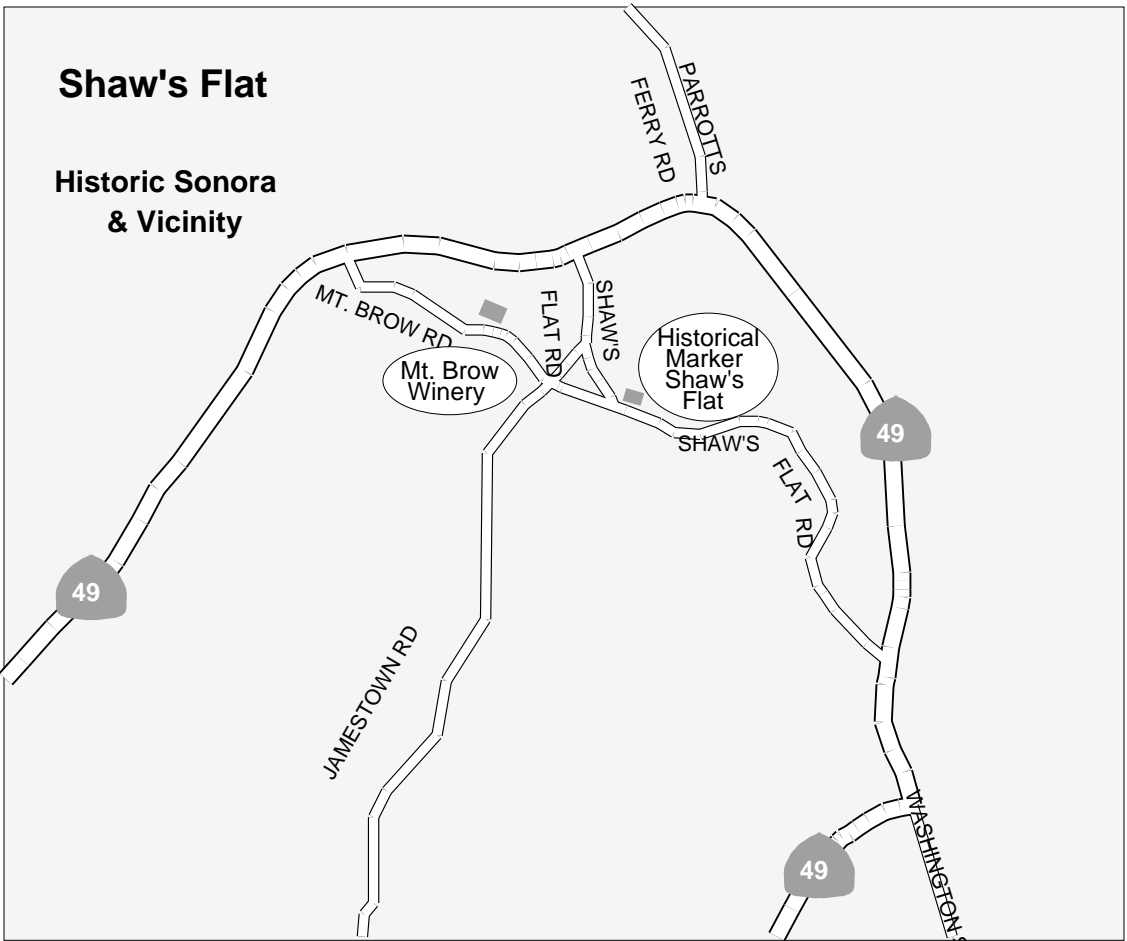 Shaw's Flat
Historic Sonora
& Vicinity
PARROTTS
FERRY RD
MT. BROW RD
FLAT RD
SHAW'S
Mt. Brow
Winery
Historical
Marker
Shaw's
Flat
SHAW'S
FLAT
RD
49
49
JAMESTOWN RD
49
WASHINGTON S